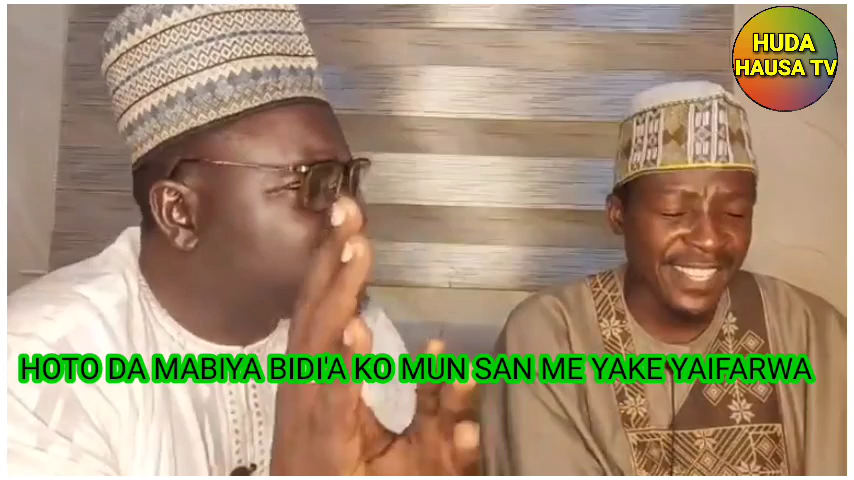 HUDA
HAUSA TV
HOTO DA MABIYA BIDI'A KO MUN SAN ME YAKE YAIFARWA